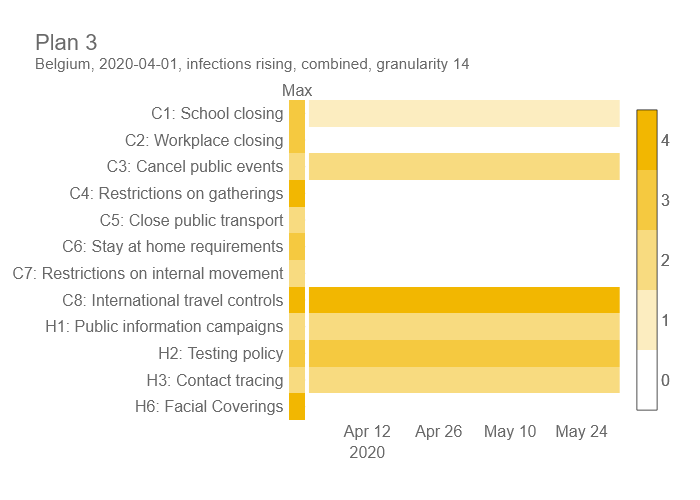 Plan 3
Belgium, 2020-04-01, infections rising, combined, granularity 14
Max
C1: School closing
C2: Workplace closing
C3: Cancel public events
C4: Restrictions on gatherings
C5: Close public transport
C6: Stay at home requirements
C7: Restrictions on internal movement
C8: International travel controls
H1: Public information campaigns
H2: Testing policy
H3: Contact tracing
H6: Facial Coverings
4
3
2
1
0
Apr 12 Apr 26 May 10 May 24
2020